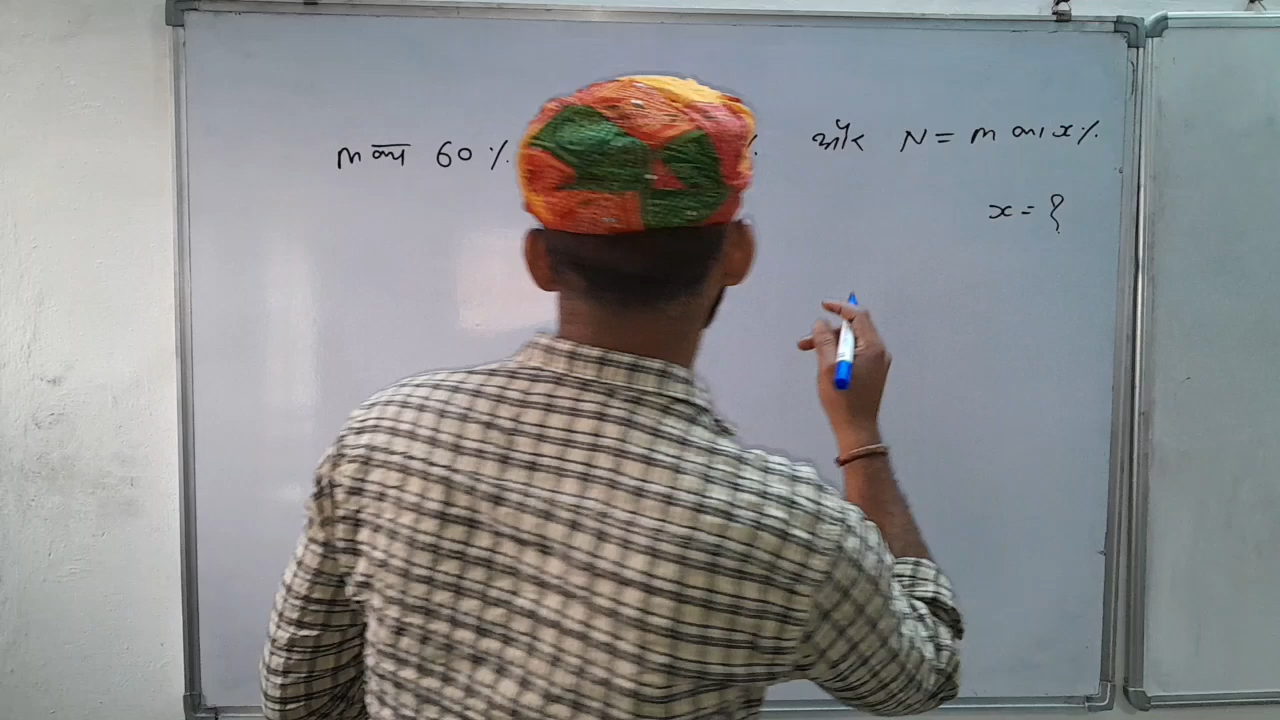 m का 60 % % और N = m का x %
x = ?